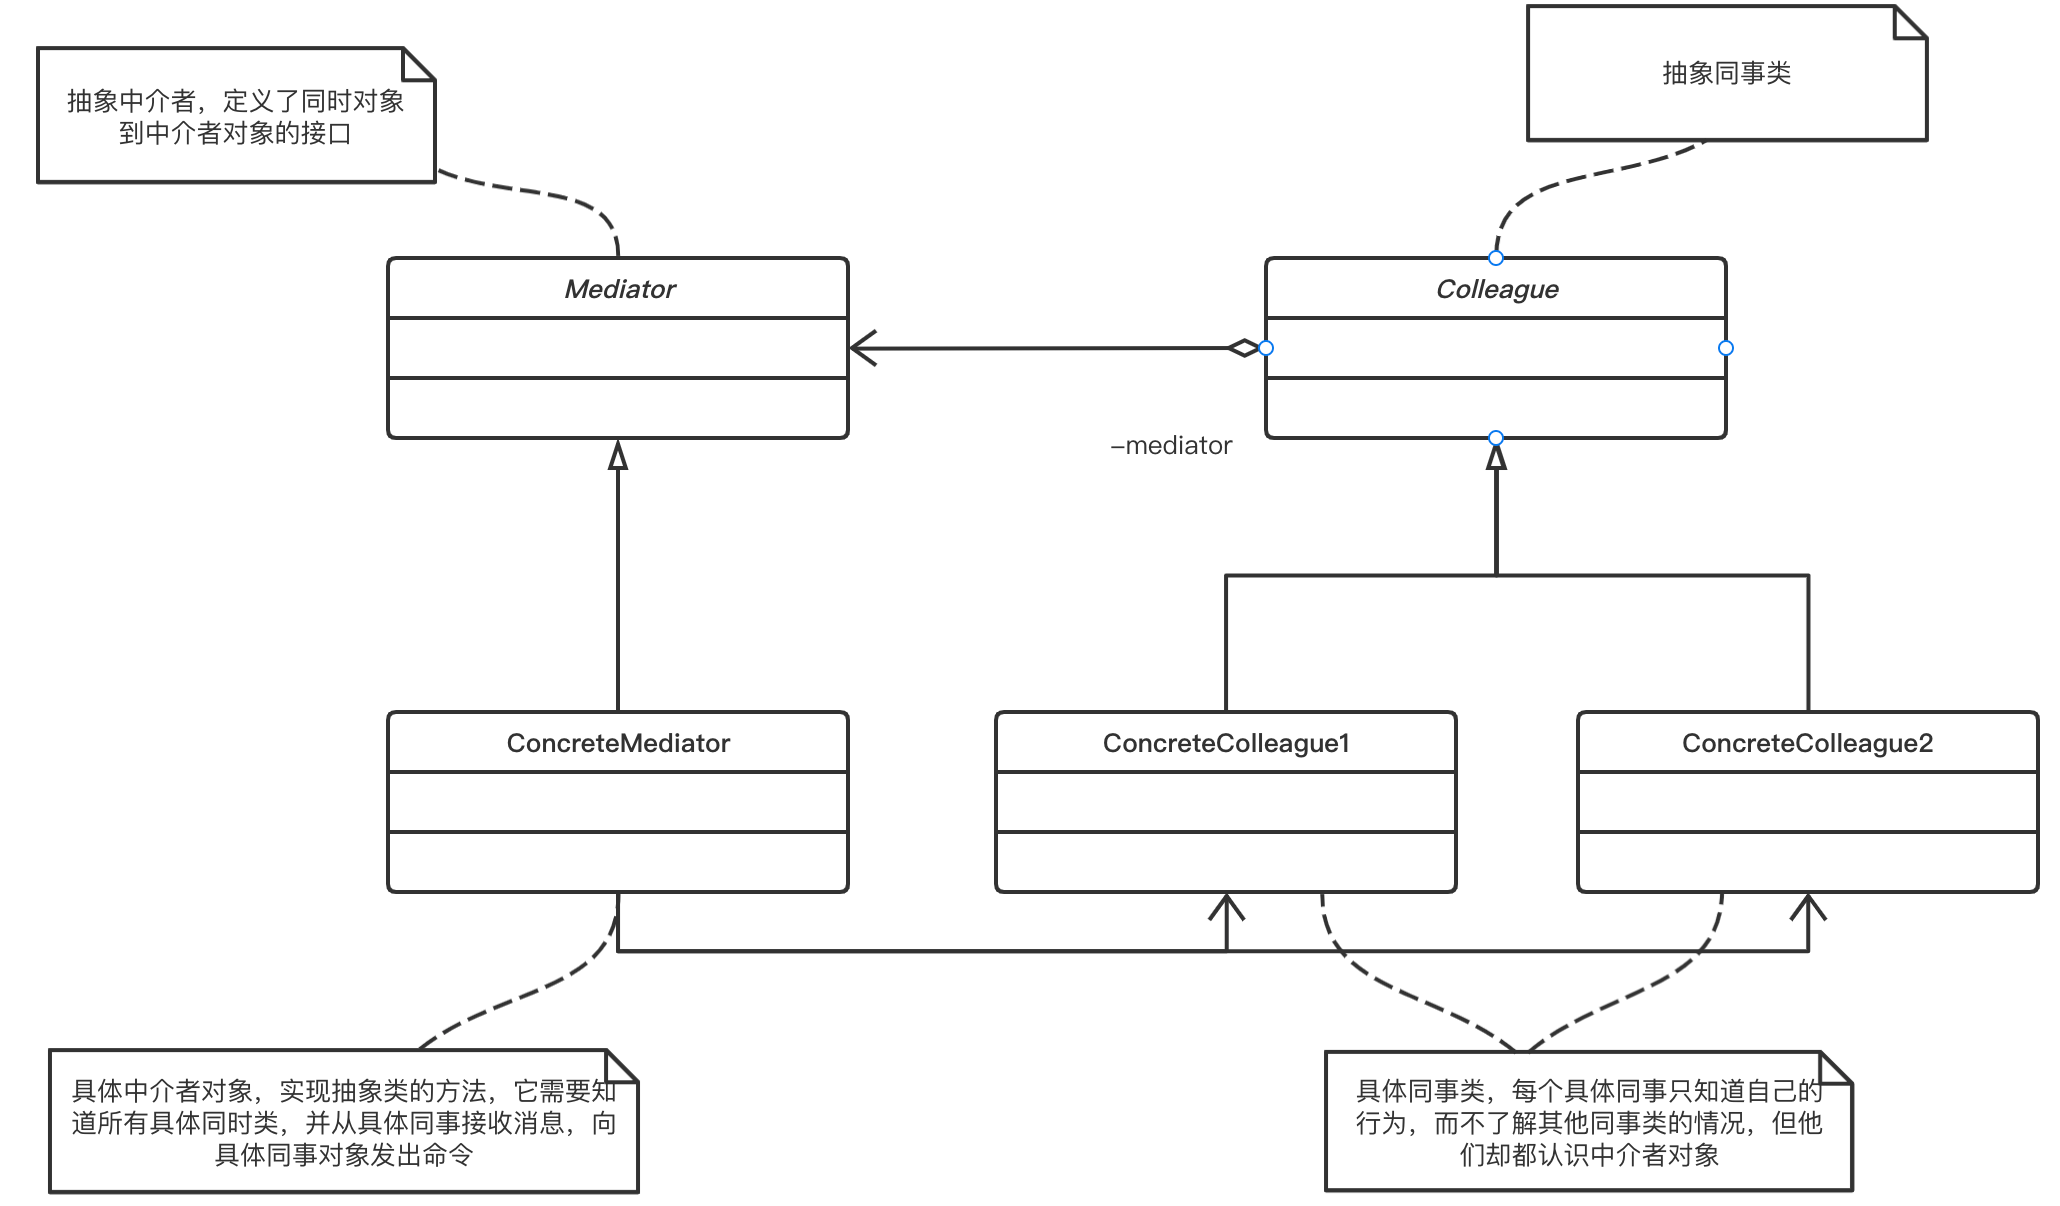 抽象中介者，定义了同时对象
到中介者对象的接口
抽象同事类
Mediator
Colleague
–mediator
ConcreteMediator
ConcreteColleague1
ConcreteColleague2
具体中介者对象，实现抽象类的方法，它需要知
道所有具体同时类，并从具体同事接收消息，向
具体同事对象发出命令
具体同事类，每个具体同事只知道自己的
行为，而不了解其他同事类的情况，但他
们却都认识中介者对象